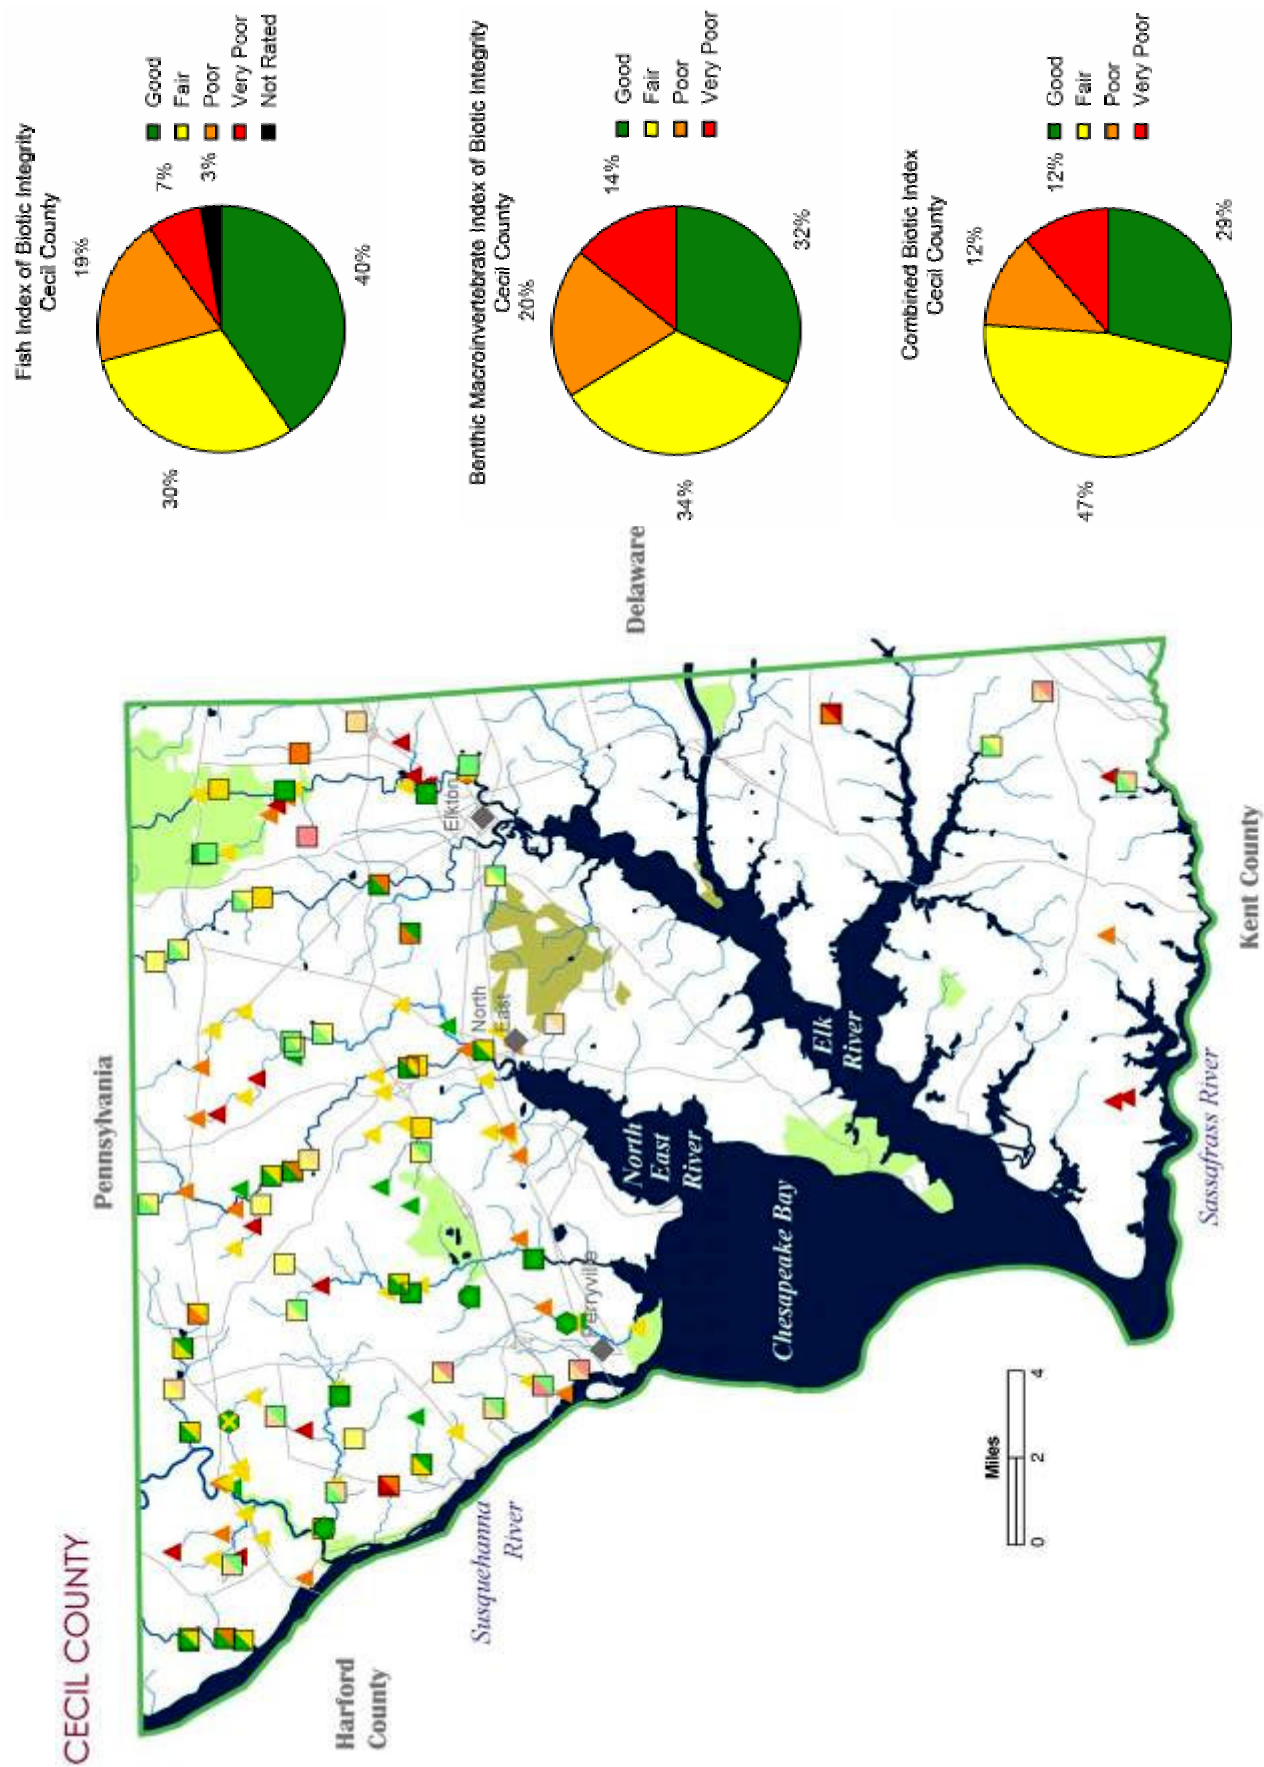 CECIL COUNTY
Pennsylvania
Harford
County
Susquehanna
River
Delaware
Kent County
Sassafrass River
Elkton
North
East
Perryville
North
East
River
Elk
River
Chesapeake Bay
Miles
0 2 4
Fish Index of Biotic Integrity
Cecil County
Good
Fair
Poor
Very Poor
Not Rated
40%
30%
19%
7%
3%
Benthic Macroinvertebrate Index of Biotic Integrity
Cecil County
Good
Fair
Poor
Very Poor
32%
34%
20%
14%
Combined Biotic Index
Cecil County
Good
Fair
Poor
Very Poor
29%
47%
12%
12%